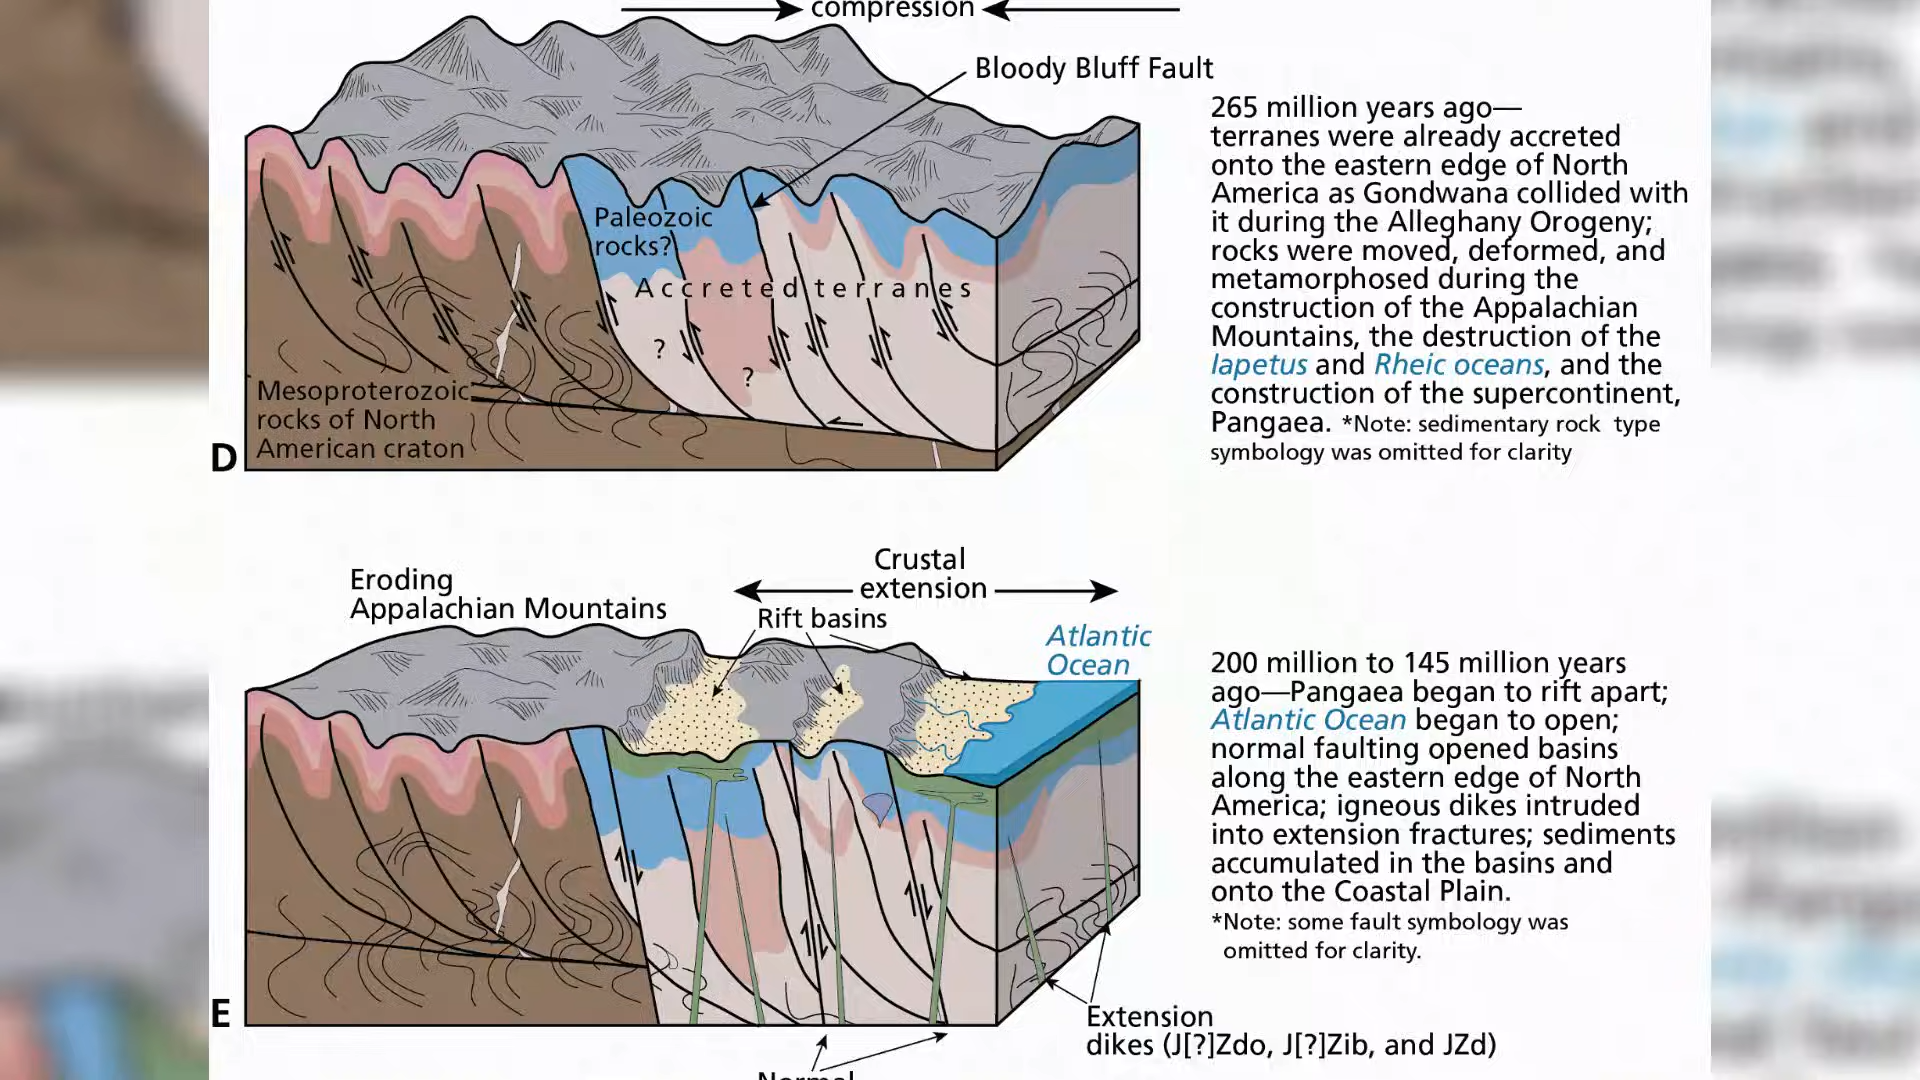 compression
Bloody Bluff Fault
265 million years ago—
terranes were already accreted
onto the eastern edge of North
America as Gondwana collided with
it during the Alleghany Orogeny;
rocks were moved, deformed, and
metamorphosed during the
construction of the Appalachian
Mountains, the destruction of the
Iapetus and Rheic oceans, and the
construction of the supercontinent,
Pangaea. *Note: sedimentary rock type
symbology was omitted for clarity
Paleozoic
rocks?
Accreted terranes
?
?
Mesoproterozoic
rocks of North
American craton
D
Crustal
extension
Eroding
Appalachian Mountains
Rift basins
Atlantic
Ocean
200 million to 145 million years
ago—Pangaea began to rift apart;
Atlantic Ocean began to open;
normal faulting opened basins
along the eastern edge of North
America; igneous dikes intruded
into extension fractures; sediments
accumulated in the basins and
onto the Coastal Plain.
*Note: some fault symbology was
omitted for clarity.
E
Extension
dikes (J[?]Zdo, J[?]Zib, and JZd)
Normal